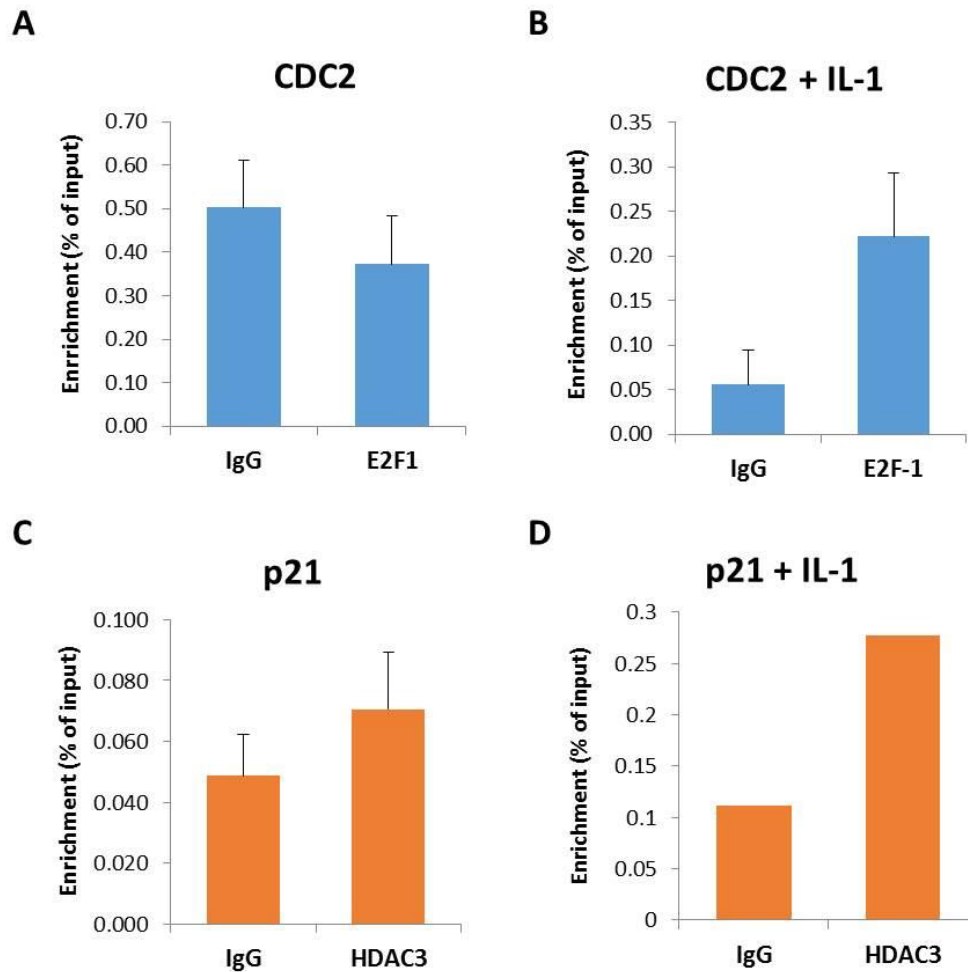 A
CDC2
Enrrichment (% of input)
0.70
0.60
0.50
0.40
0.30
0.20
0.10
0.00
IgG E2F1
B
CDC2 + IL-1
Enrichment (% of input)
0.35
0.30
0.25
0.20
0.15
0.10
0.05
0.00
IgG E2F-1
C
p21
Enrichment (% of input)
0.100
0.080
0.060
0.040
0.020
0.000
IgG HDAC3
D
p21 + IL-1
Enrichment (% of input)
0.3
0.25
0.2
0.15
0.1
0.05
0
IgG HDAC3